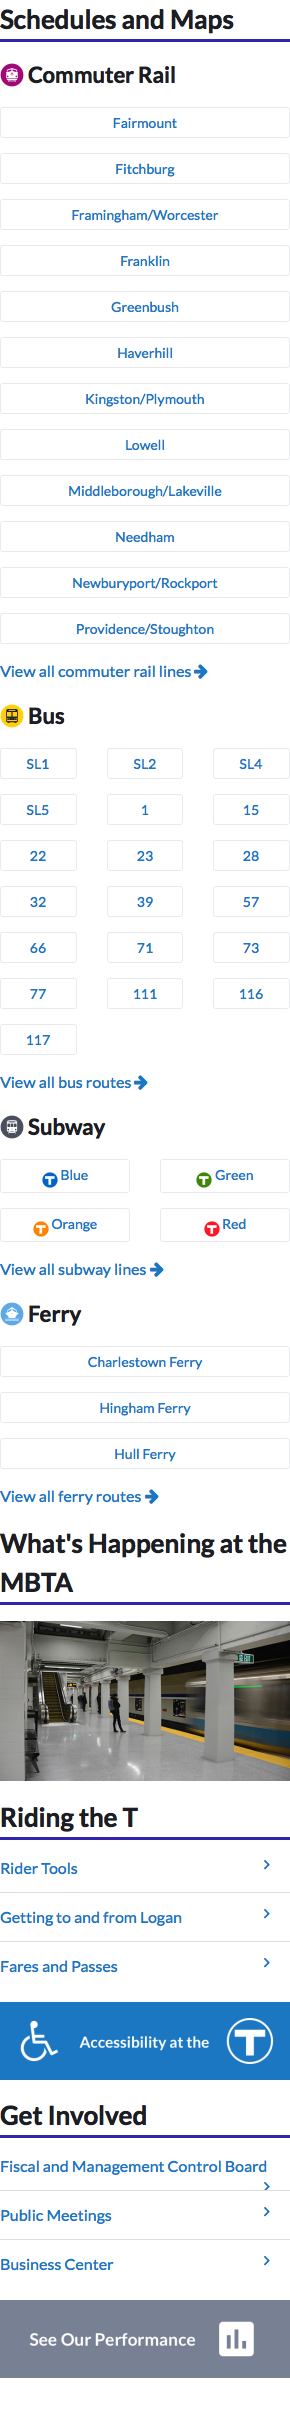 Schedules and Maps
Commuter Rail
Fairmount
Fitchburg
Framingham/Worcester
Franklin
Greenbush
Haverhill
Kingston/Plymouth
Lowell
Middleborough/Lakeville
Needham
Newburyport/Rockport
Providence/Stoughton
View all commuter rail lines
Bus
SL1 SL2 SL4
SL5 1 15
22 23 28
32 39 57
66 71 73
77 111 116
117
View all bus routes
Subway
T Blue T Green
T Orange T Red
View all subway lines
Ferry
Charlestown Ferry
Hingham Ferry
Hull Ferry
View all ferry routes
What's Happening at the
MBTA
Riding the T
Rider Tools
Getting to and from Logan
Fares and Passes
Accessibility at the T
Get Involved
Fiscal and Management Control Board
Public Meetings
Business Center
See Our Performance